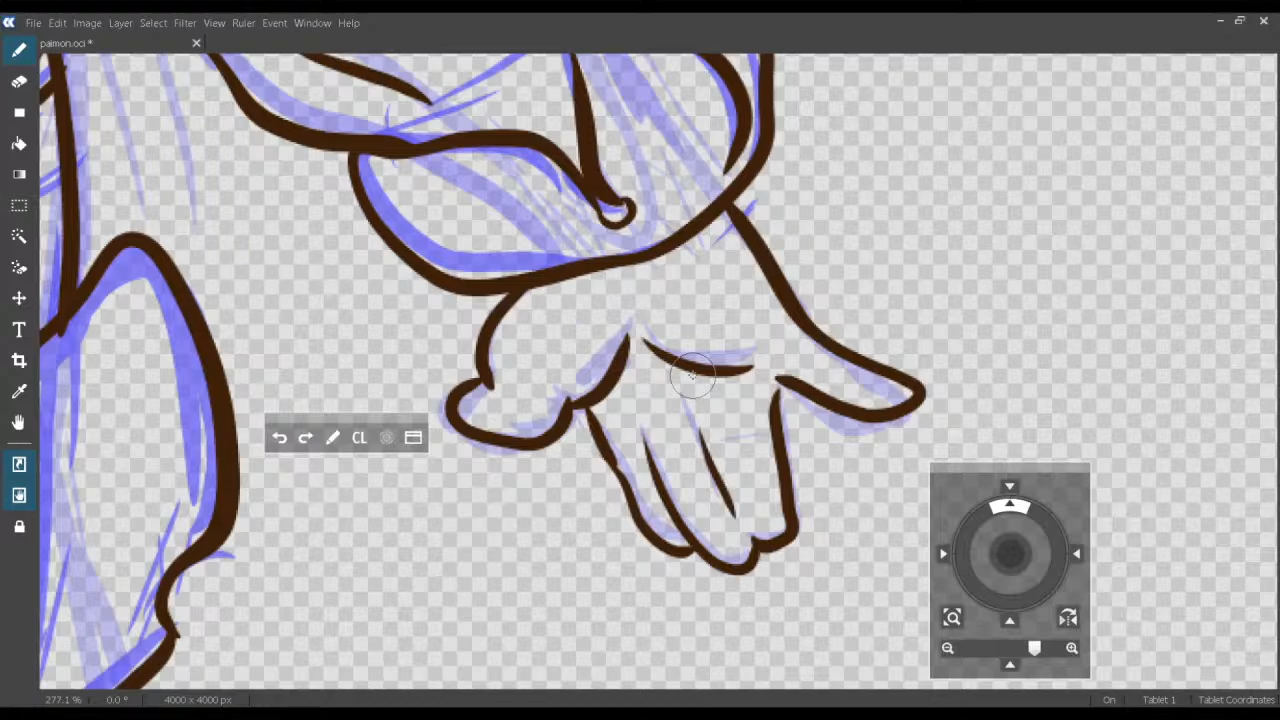 File Edit Image Layer Select Filter View Ruler Event Window Help
paimon.oci *
CL
277.1 % 0.0 ° 4000 x 4000 px On Tablet 1 Tablet Coordinates